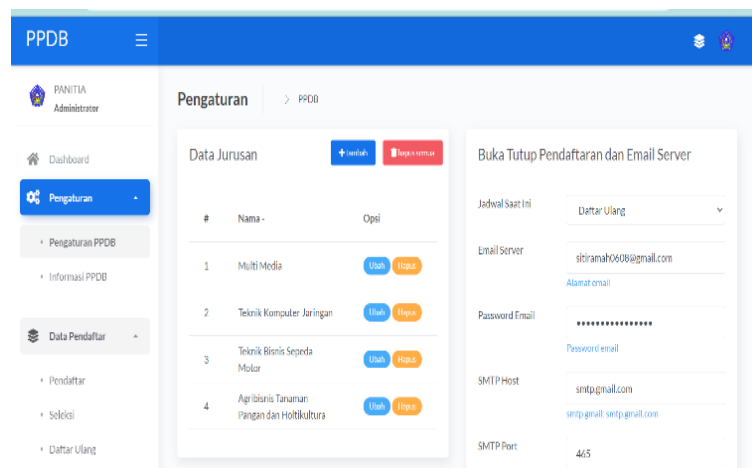 PPDB
PANITIA
Administrator
Dashboard
Pengaturan
Pengaturan PPDB
Informasi PPDB
Data Pendaftar
Pendaftar
Seleksi
Daftar Ulang
Pengaturan > PPDB
Data Jurusan
+ tambah
hapus semua
# Nama - Opsi
1 Multi Media Ubah Hapus
2 Teknik Komputer Jaringan Ubah Hapus
3 Teknik Bisnis Sepeda
Motor Ubah Hapus
4 Agribisnis Tanaman
Pangan dan Holtikultura Ubah Hapus
Buka Tutup Pendaftaran dan Email Server
Jadwal Saat Ini
Daftar Ulang
Email Server
sitiramah0608@gmail.com
Alamat email
Password Email
••••••••••••••••
Password email
SMTP Host
smtp.gmail.com
smtp gmail: smtp.gmail.com
SMTP Port
465